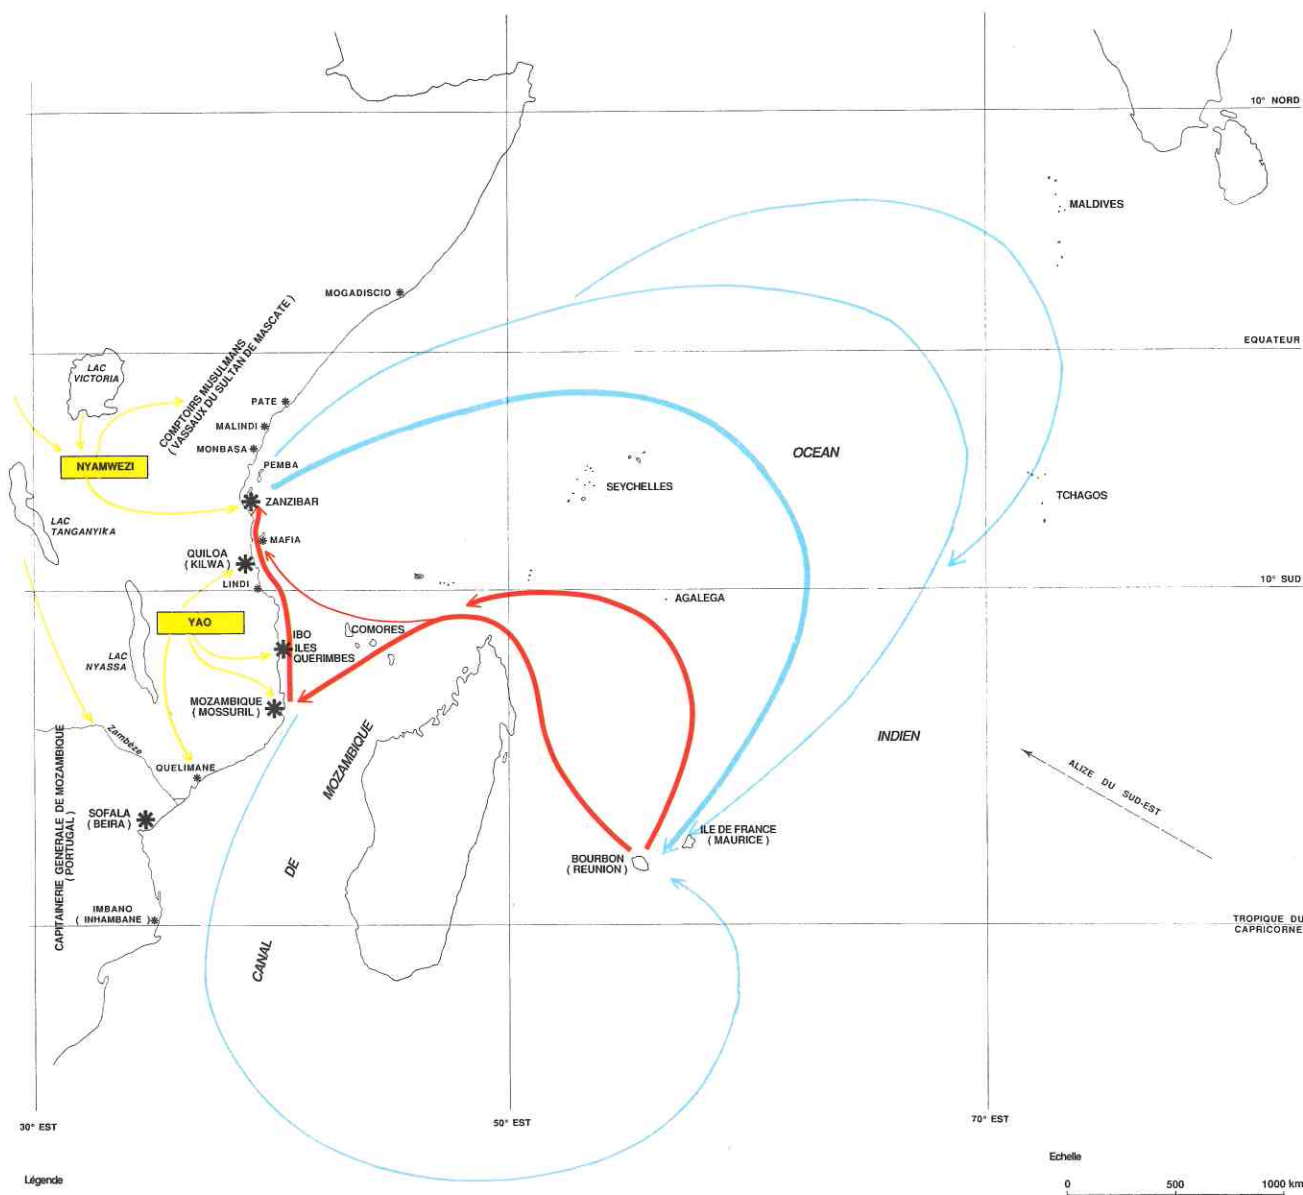 10° NORD
MALDIVES
MOGADISCIO
COMPTOIRS MUSULMANS
( VASSAUX DU SULTAN DE MASCATE )
EQUATEUR
LAC
VICTORIA
PATE
MALINDI
MONBASA
PEMBA
NYAMWEZI
OCEAN
SEYCHELLES
TCHAGOS
ZANZIBAR
LAC
TANGANYIKA
MAFIA
QUILOA
( KILWA )
LINDI
10° SUD
AGALEGA
YAO
COMORES
IBO
ILES
QUERIMBES
LAC
NYASSA
MOZAMBIQUE
( MOSSURIL )
INDIEN
Zambèze
MOZAMBIQUE
DE
CANAL
QUELIMANE
ALIZE DU SUD-EST
SOFALA
( BEIRA )
CAPITAINERIE GENERALE DE MOZAMBIQUE
( PORTUGAL )
ILE DE FRANCE
( MAURICE )
BOURBON
( REUNION )
IMBANO
( INHAMBANE )
TROPIQUE DU
CAPRICORNE
30° EST
50° EST
70° EST
Légende
Echelle
0 500 1000 km